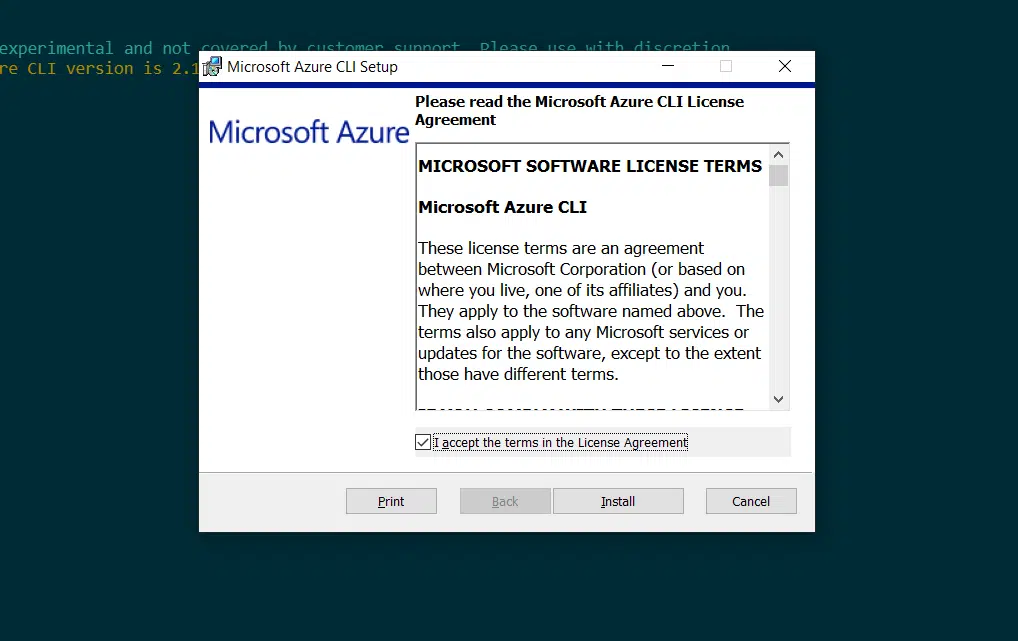 experimental and not covered by customer support. Please use with discretion
re CLI version is 2.1
Microsoft Azure CLI Setup
Microsoft Azure
Please read the Microsoft Azure CLI License
Agreement
MICROSOFT SOFTWARE LICENSE TERMS
Microsoft Azure CLI
These license terms are an agreement
between Microsoft Corporation (or based on
where you live, one of its affiliates) and you.
They apply to the software named above.  The
terms also apply to any Microsoft services or
updates for the software, except to the extent
those have different terms.
I accept the terms in the License Agreement
Print
Back
Install
Cancel